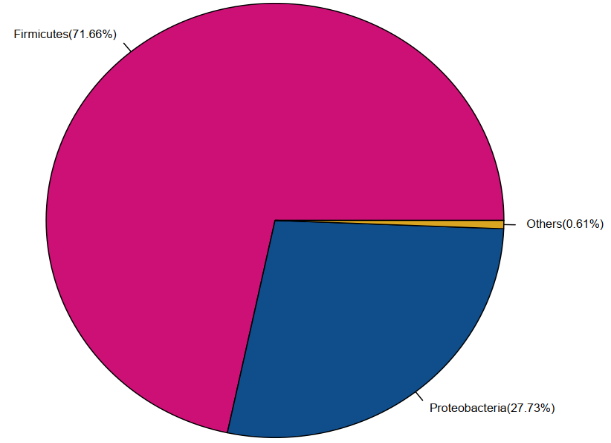 Firmicutes(71.66%)
Others(0.61%)
Proteobacteria(27.73%)